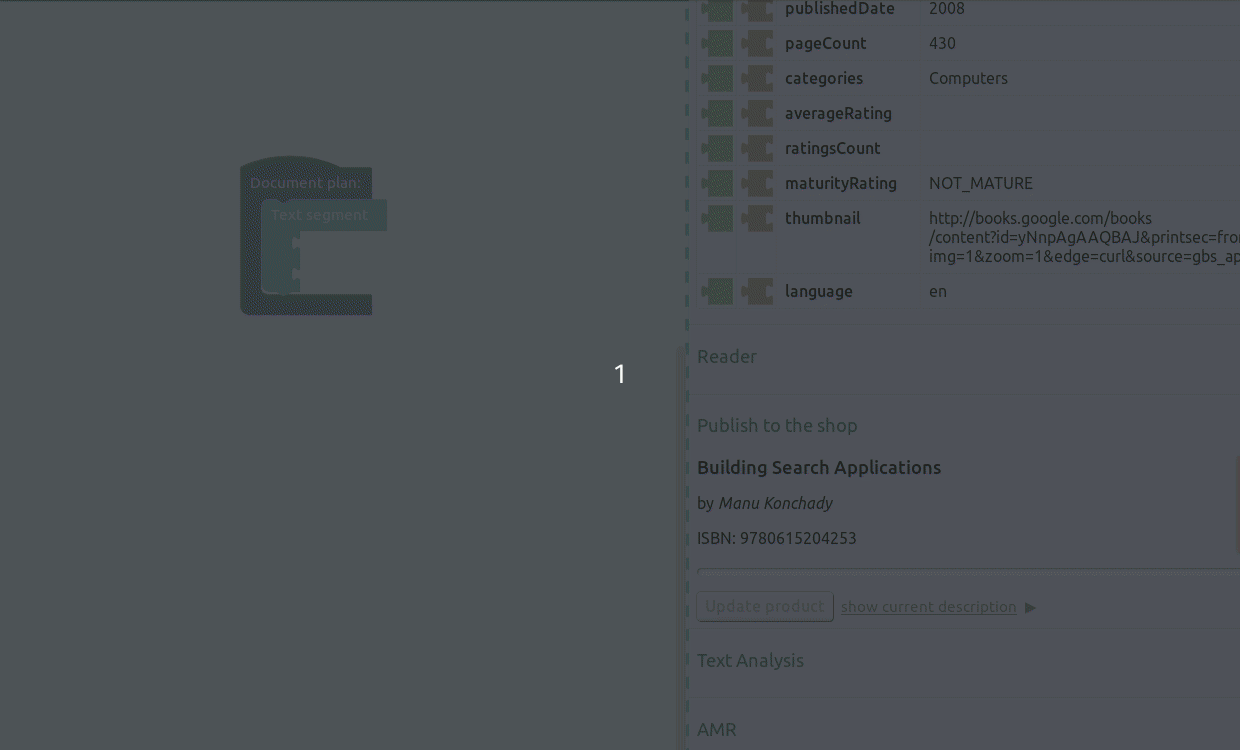 publishedDate 2008
pageCount 430
categories Computers
averageRating
ratingsCount
maturityRating NOT_MATURE
thumbnail http://books.google.com/books
/content?id=yNnpAgAAQBAJ&printsec=fro
img=1&zoom=1&edge=curl&source=gbs_ap
language en
Document plan:
Text segment
1
Reader
Publish to the shop
Building Search Applications
by Manu Konchady
ISBN: 9780615204253
Update product show current description ▶
Text Analysis
AMR